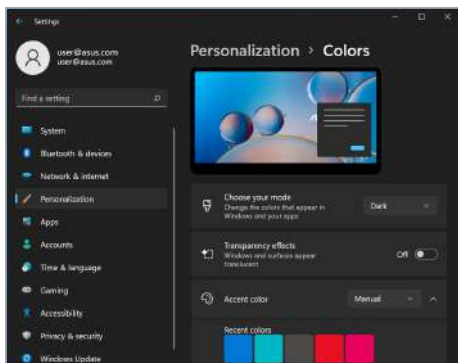 Settings
user@asus.com
user@asus.com
Find a setting
System
Bluetooth & devices
Network & internet
Personalization
Apps
Accounts
Time & language
Gaming
Accessibility
Privacy & security
Windows Update
Personalization > Colors
Choose your mode
Change the colors that appear in
Windows and your apps
Dark
Transparency effects
Windows and surfaces appear
translucent
Off
Accent color
Manual
Recent colors